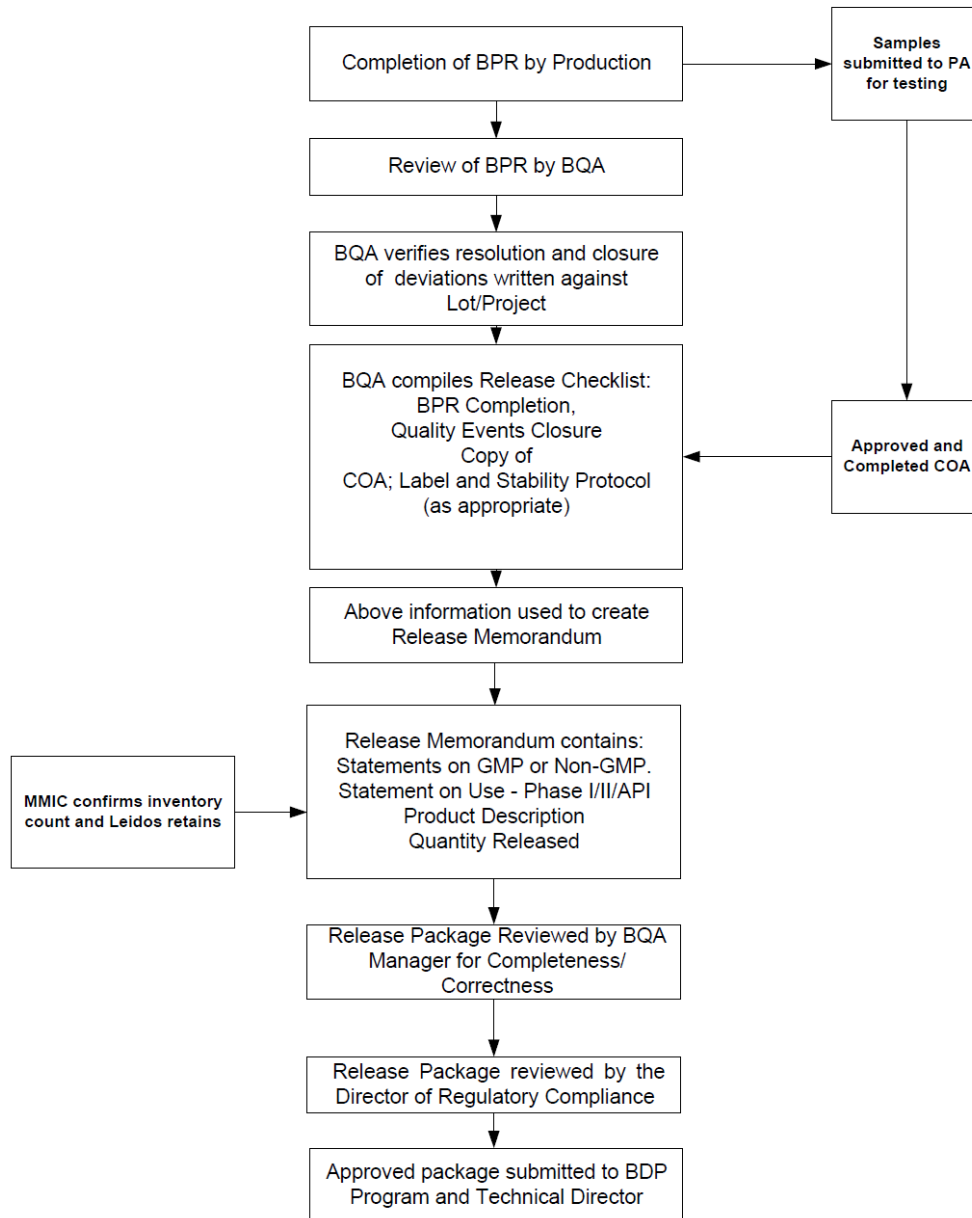 Completion of BPR by Production
Samples
submitted to PA
for testing
Review of BPR by BQA
BQA verifies resolution and closure
of deviations written against
Lot/Project
BQA compiles Release Checklist:
BPR Completion,
Quality Events Closure
Copy of
COA; Label and Stability Protocol
(as appropriate)
Approved and
Completed COA
Above information used to create
Release Memorandum
Release Memorandum contains:
Statements on GMP or Non-GMP.
Statement on Use - Phase I/II/API
Product Description
Quantity Released
MMIC confirms inventory
count and Leidos retains
Release Package Reviewed by BQA
Manager for Completeness/
Correctness
Release Package reviewed by the
Director of Regulatory Compliance
Approved package submitted to BDP
Program and Technical Director